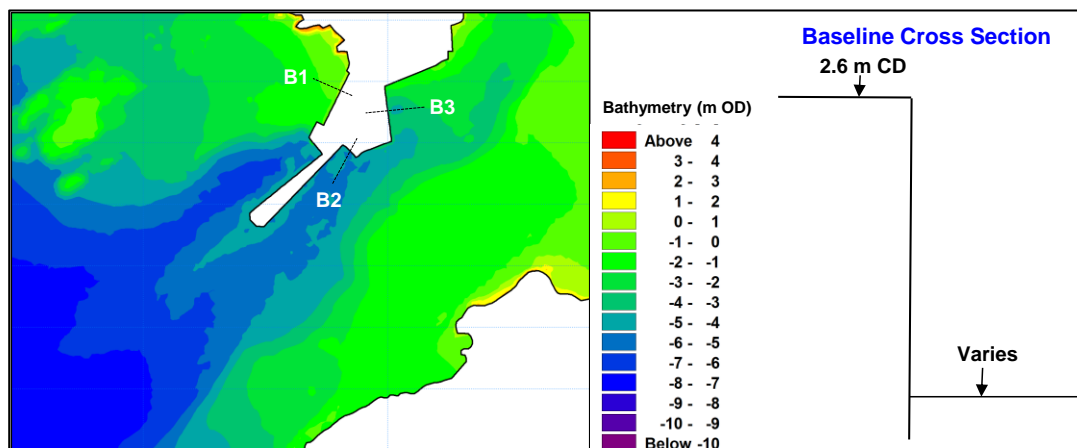 B1
B3
B2
Bathymetry (m OD)
Above 4
3 - 4
2 - 3
1 - 2
0 - 1
-1 - 0
-2 - -1
-3 - -2
-4 - -3
-5 - -4
-6 - -5
-7 - -6
-8 - -7
-9 - -8
-10 - -9
Below -10
Baseline Cross Section
2.6 m CD
Varies